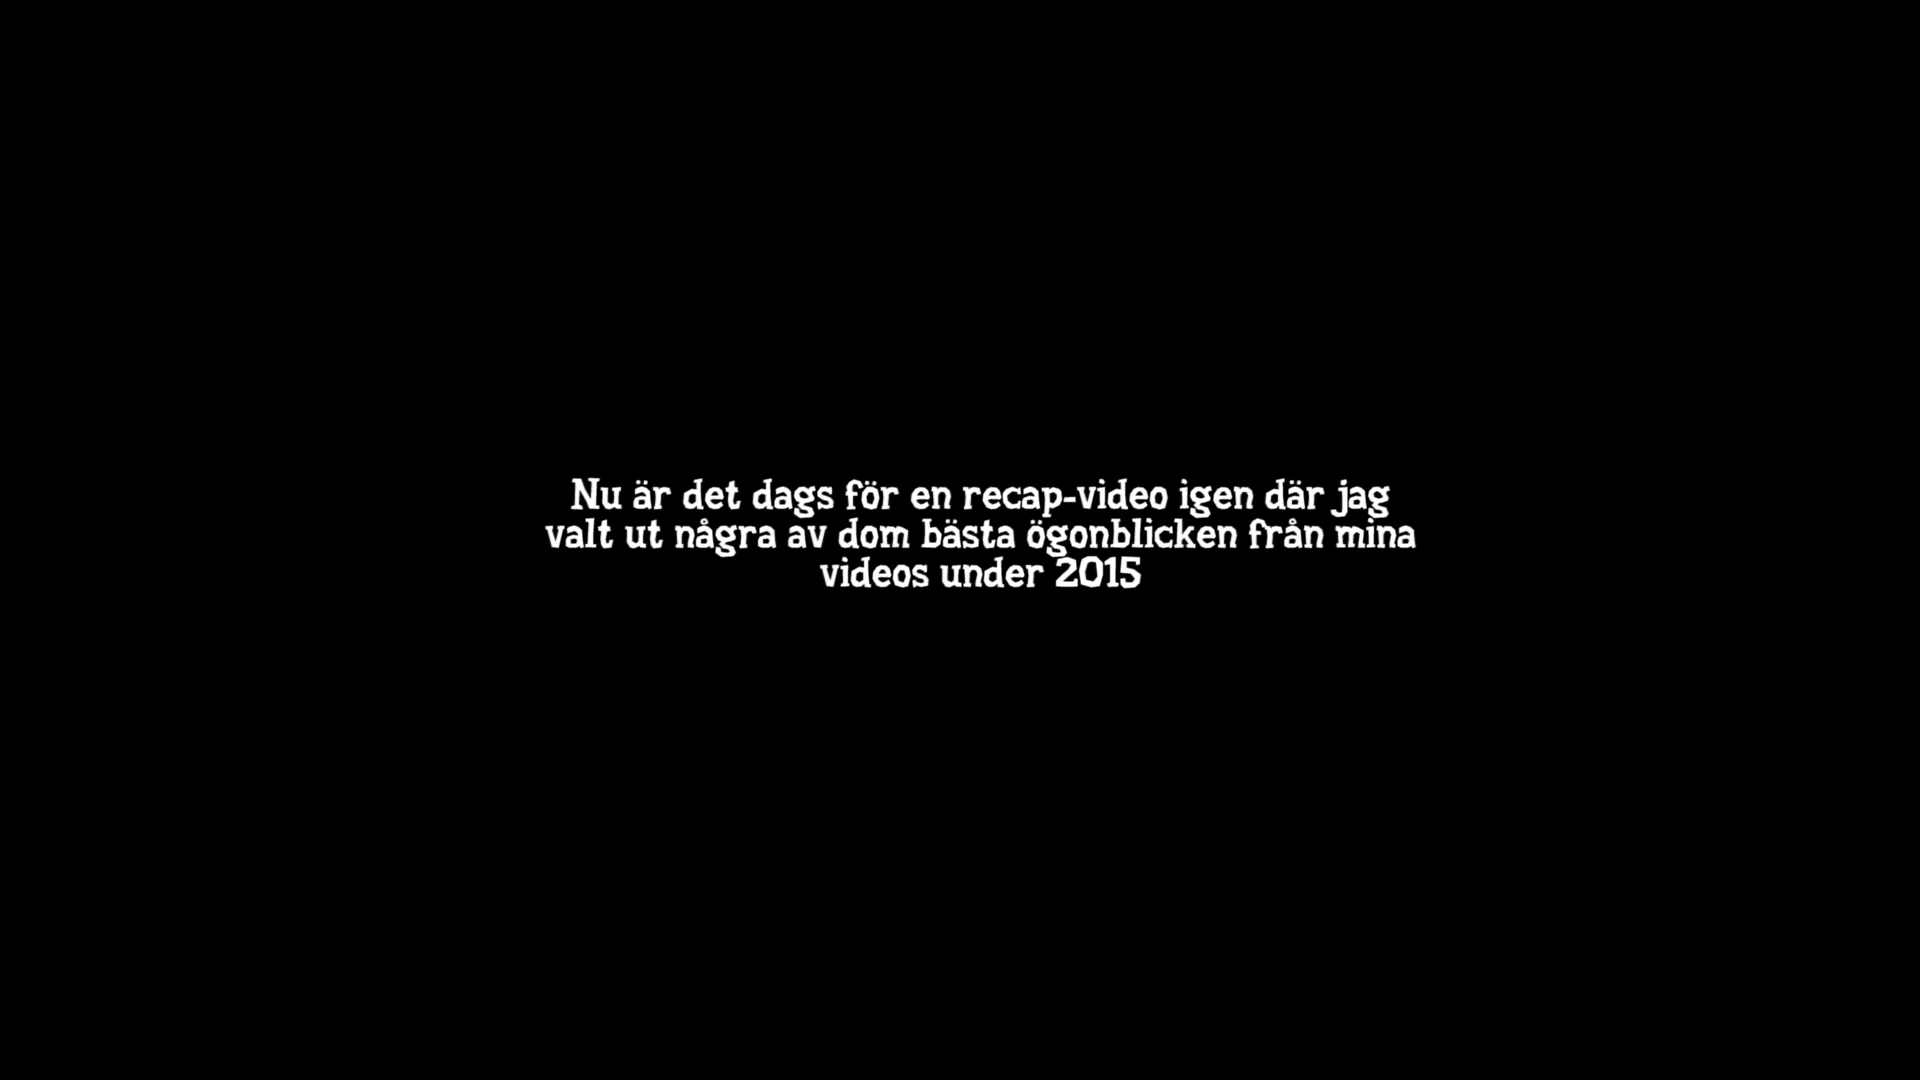 Nu är det dags för en recap-video igen där jag
valt ut några av dom bästa ögonblicken från mina
videos under 2015